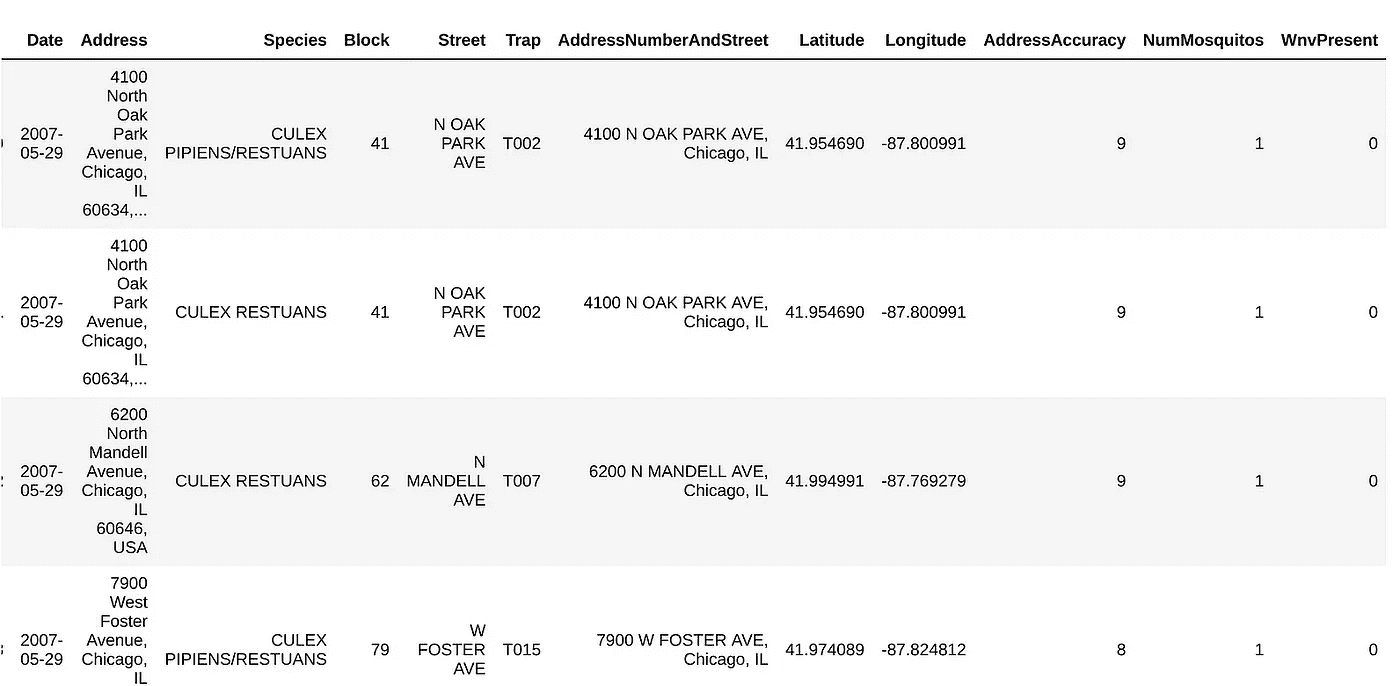 Date Address Species Block Street Trap AddressNumberAndStreet Latitude Longitude AddressAccuracy NumMosquitos WnvPresent
2007-
05-29
4100
North
Oak
Park
Avenue,
Chicago,
IL
60634,...
CULEX
PIPIENS/RESTUANS
41
N OAK
PARK
AVE
T002
4100 N OAK PARK AVE,
Chicago, IL
41.954690
-87.800991
9
1
0
2007-
05-29
4100
North
Oak
Park
Avenue,
Chicago,
IL
60634,...
CULEX RESTUANS
41
N OAK
PARK
AVE
T002
4100 N OAK PARK AVE,
Chicago, IL
41.954690
-87.800991
9
1
0
2007-
05-29
6200
North
Mandell
Avenue,
Chicago,
IL
60646,
USA
CULEX RESTUANS
62
N
MANDELL
AVE
T007
6200 N MANDELL AVE,
Chicago, IL
41.994991
-87.769279
9
1
0
2007-
05-29
7900
West
Foster
Avenue,
Chicago,
IL
CULEX
PIPIENS/RESTUANS
79
W
FOSTER
AVE
T015
7900 W FOSTER AVE,
Chicago, IL
41.974089
-87.824812
8
1
0